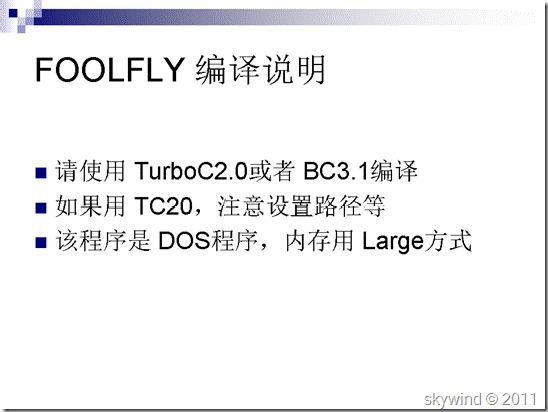 FOOLFLY 编译说明
请使用 TurboC2.0或者 BC3.1编译
如果用 TC20，注意设置路径等
该程序是 DOS程序，内存用 Large方式
skywind © 2011